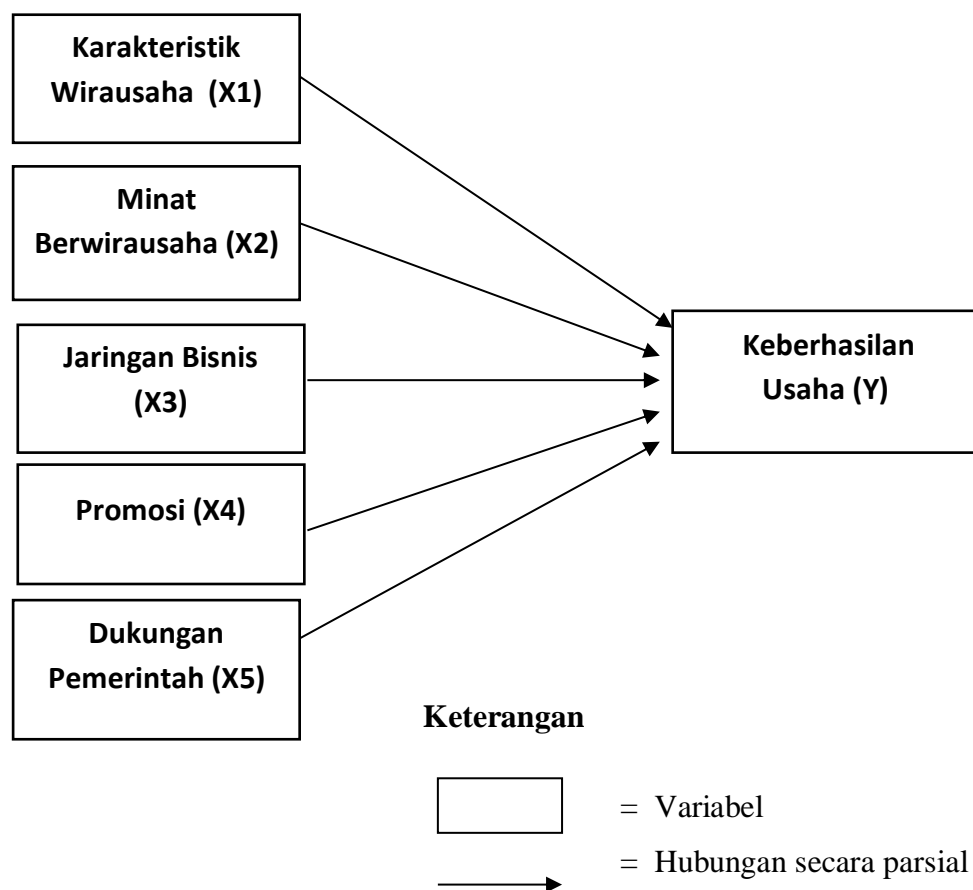 Karakteristik
Wirausaha (X1)
Minat
Berwirausaha (X2)
Jaringan Bisnis
(X3)
Promosi (X4)
Dukungan
Pemerintah (X5)
Keberhasilan
Usaha (Y)
Keterangan
= Variabel
= Hubungan secara parsial